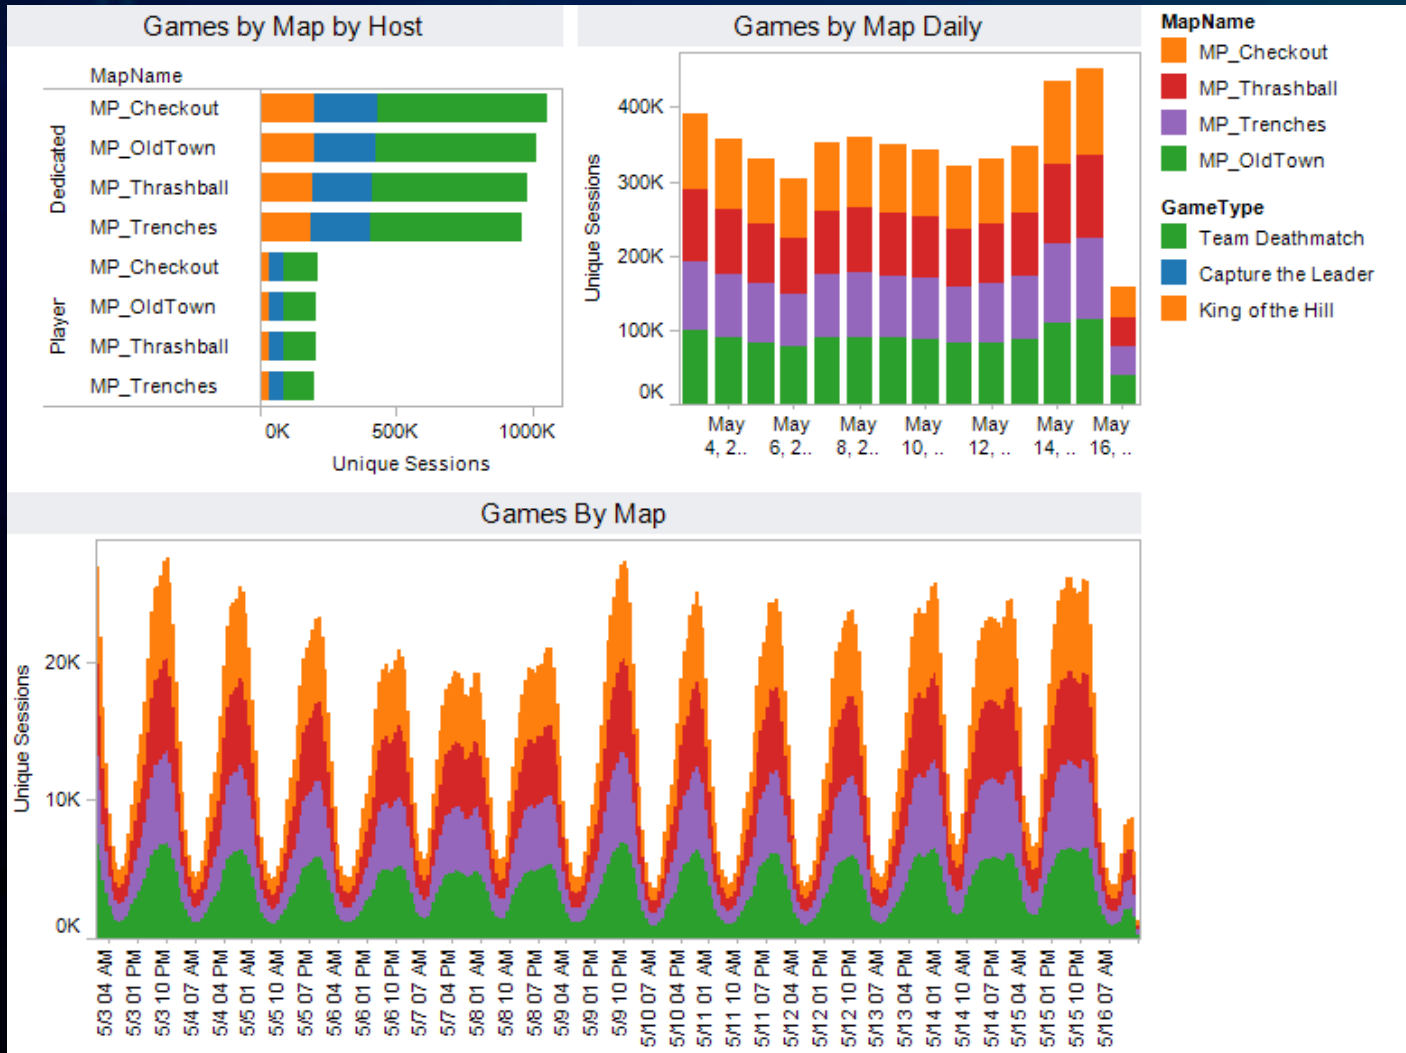 Games by Map by Host
MapName
Dedicated
MP_Checkout
MP_OldTown
MP_Thrashball
MP_Trenches
Player
MP_Checkout
MP_OldTown
MP_Thrashball
MP_Trenches
0K 500K 1000K
Unique Sessions
Games by Map Daily
Unique Sessions
400K
300K
200K
100K
0K
May 4, 2..
May 6, 2..
May 8, 2..
May 10, ..
May 12, ..
May 14, ..
May 16, ..
MapName
MP_Checkout
MP_Thrashball
MP_Trenches
MP_OldTown
GameType
Team Deathmatch
Capture the Leader
King of the Hill
Games By Map
Unique Sessions
20K
10K
0K
5/3 04 AM
5/3 01 PM
5/3 10 PM
5/4 07 AM
5/4 04 PM
5/5 01 AM
5/5 10 AM
5/5 07 PM
5/6 04 AM
5/6 01 PM
5/6 10 PM
5/7 07 AM
5/7 04 PM
5/8 01 AM
5/8 10 AM
5/8 07 PM
5/9 04 AM
5/9 01 PM
5/9 10 PM
5/10 07 AM
5/10 04 PM
5/11 01 AM
5/11 10 AM
5/11 07 PM
5/12 04 AM
5/12 01 PM
5/12 10 PM
5/13 07 AM
5/13 04 PM
5/14 01 AM
5/14 10 AM
5/14 07 PM
5/15 04 AM
5/15 01 PM
5/15 10 PM
5/16 07 AM